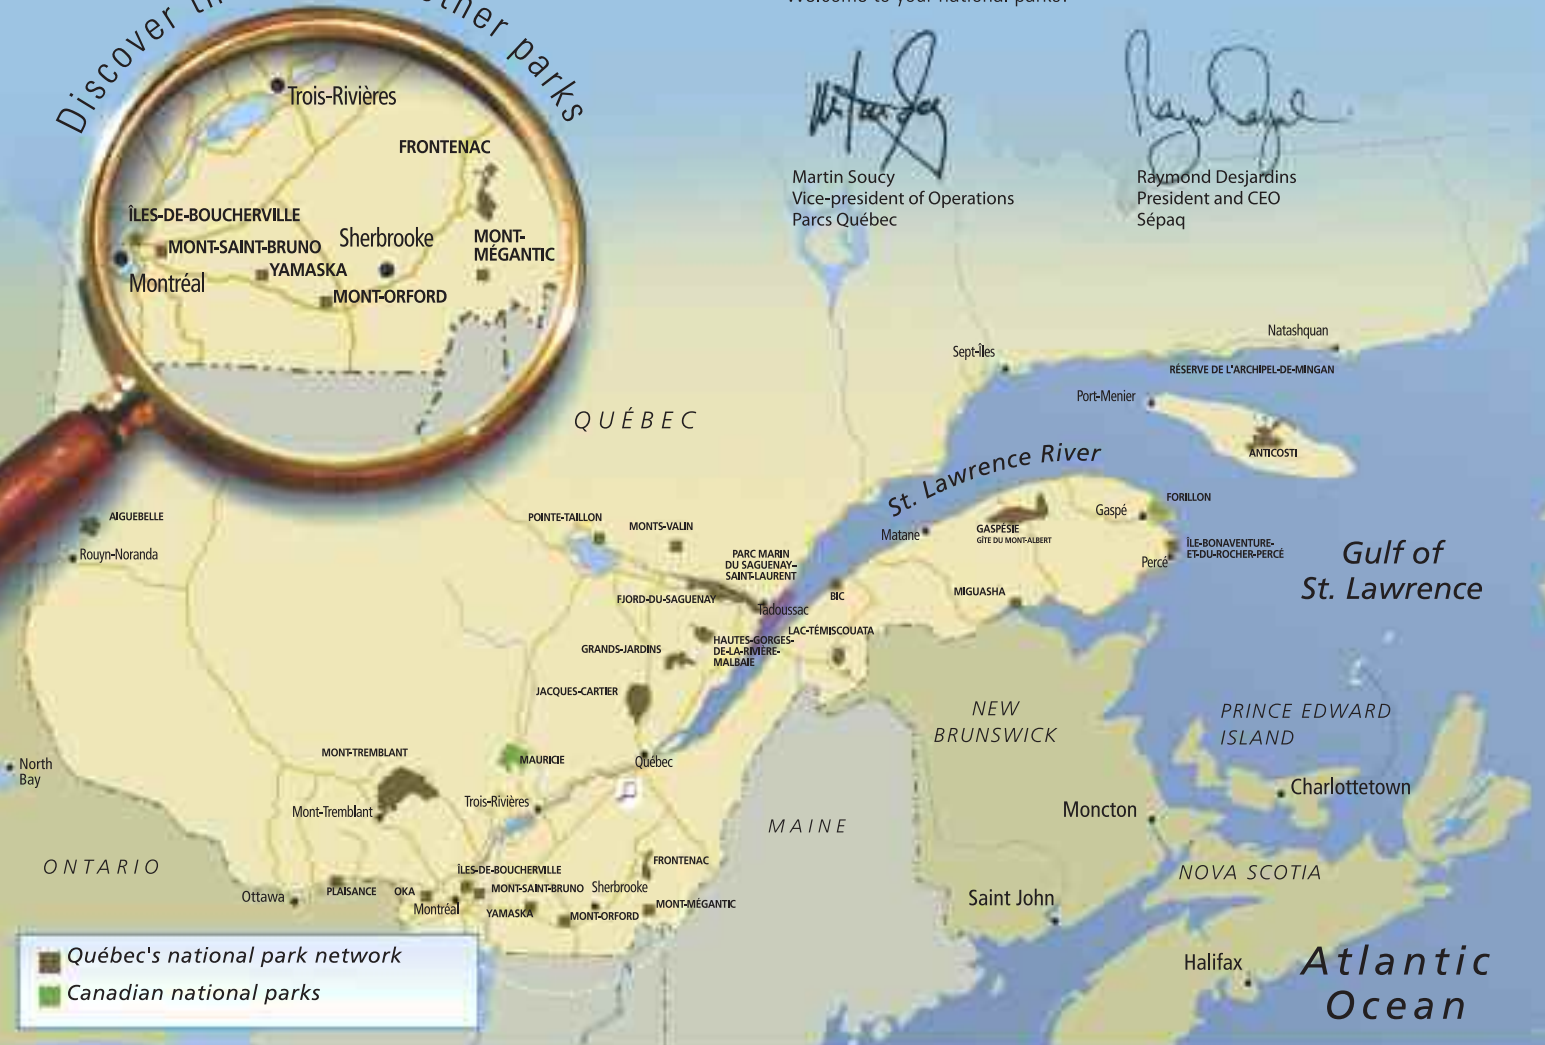 Welcome to your national parks!
Discover
other parks
Martin Soucy
Vice-president of Operations
Parcs Québec
Raymond Desjardins
President and CEO
Sépaq
Trois-Rivières
FRONTENAC
ÎLES-DE-BOUCHERVILLE
MONT-SAINT-BRUNO
Sherbrooke
MONT-
MÉGANTIC
YAMASKA
Montréal
MONT-ORFORD
Natashquan
Sept-Îles
RÉSERVE DE L'ARCHIPEL-DE-MINGAN
Port-Menier
QUÉBEC
ANTICOSTI
St. Lawrence River
FORILLON
AIGUEBELLE
POINTE-TAILLON
MONTS-VALIN
Gaspé
Matane
GASPÉSIE
GÎTE DU MONT-ALBERT
Rouyn-Noranda
PARC MARIN
DU SAGUENAY–
SAINT-LAURENT
ÎLE-BONAVENTURE-
ET-DU-ROCHER-PERCÉ
Percé
Gulf of
St. Lawrence
FJORD-DU-SAGUENAY
Tadoussac
BIC
MIGUASHA
LAC-TÉMISCOUATA
GRANDS-JARDINS
HAUTES-GORGES-
DE-LA-RIVIÈRE-
MALBAIE
JACQUES-CARTIER
NEW
BRUNSWICK
PRINCE EDWARD
ISLAND
MONT-TREMBLANT
MAURICIE
Québec
North
Bay
Charlottetown
Mont-Tremblant
Trois-Rivières
Moncton
MAINE
ONTARIO
ÎLES-DE-BOUCHERVILLE
FRONTENAC
NOVA SCOTIA
Ottawa
PLAISANCE
OKA
MONT-SAINT-BRUNO
Sherbrooke
Montréal
YAMASKA
MONT-ORFORD
MONT-MÉGANTIC
Saint John
Québec's national park network
Canadian national parks
Halifax
Atlantic
Ocean